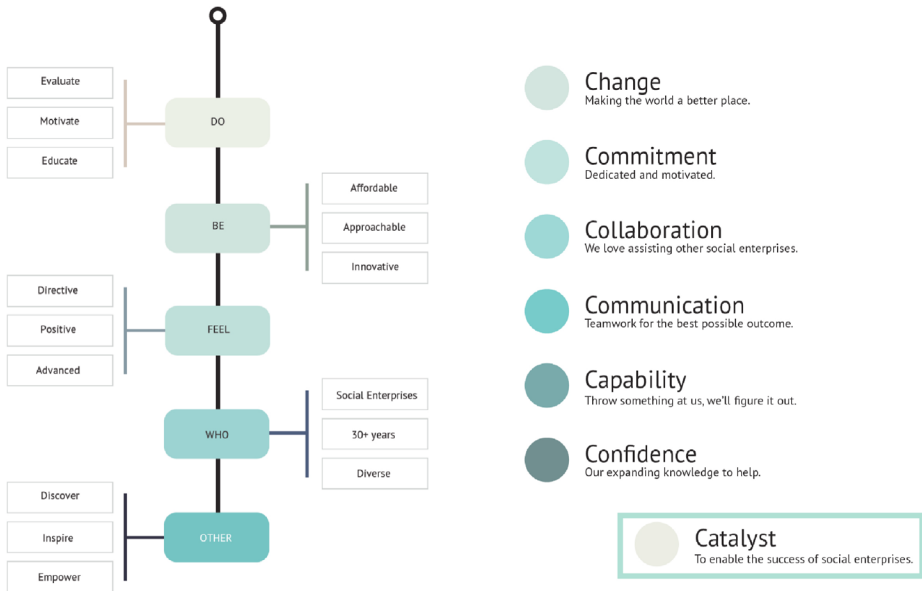 Evaluate
Motivate
Educate
DO
Affordable
Approachable
Innovative
BE
Directive
Positive
Advanced
FEEL
Social Enterprises
30+ years
Diverse
WHO
Discover
Inspire
Empower
OTHER
Change
Making the world a better place.
Commitment
Dedicated and motivated.
Collaboration
We love assisting other social enterprises.
Communication
Teamwork for the best possible outcome.
Capability
Throw something at us, we'll figure it out.
Confidence
Our expanding knowledge to help.
Catalyst
To enable the success of social enterprises.